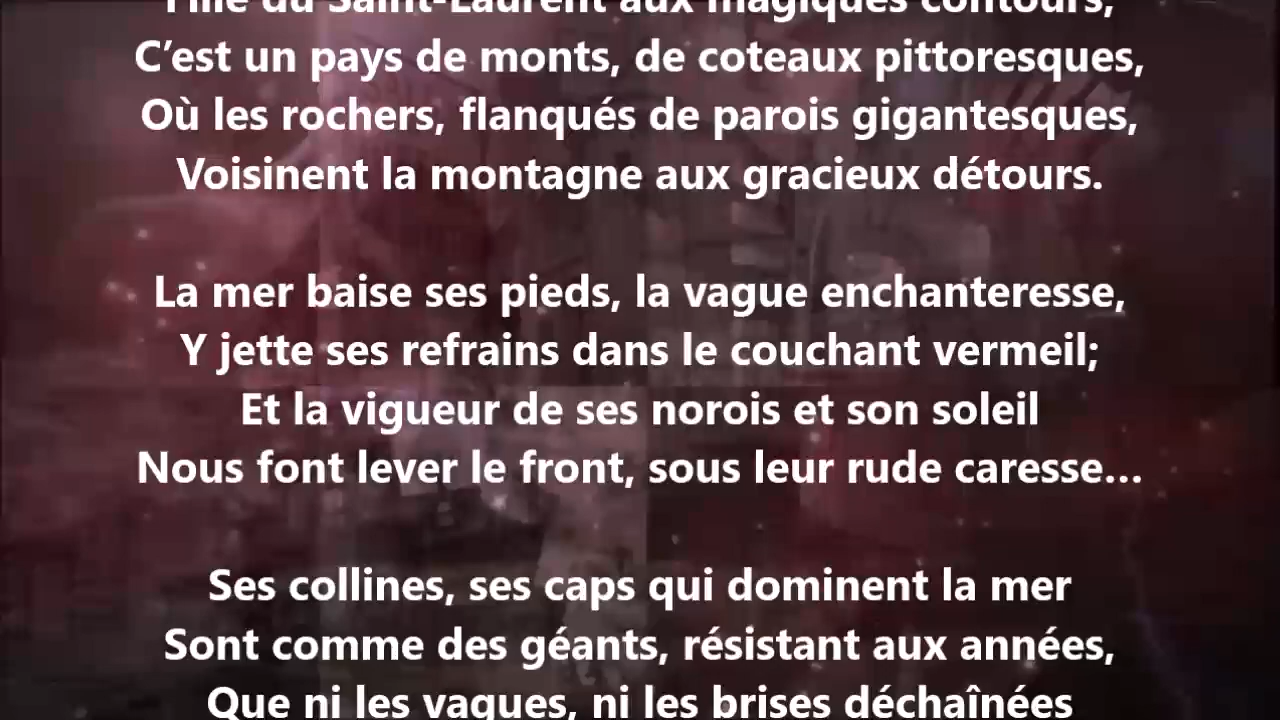 Fille du Saint-Laurent aux magiques contours,
C’est un pays de monts, de coteaux pittoresques,
Où les rochers, flanqués de parois gigantesques,
Voisinent la montagne aux gracieux détours.
La mer baise ses pieds, la vague enchanteresse,
Y jette ses refrains dans le couchant vermeil;
Et la vigueur de ses norois et son soleil
Nous font lever le front, sous leur rude caresse…
Ses collines, ses caps qui dominent la mer
Sont comme des géants, résistant aux années,
Que ni les vagues, ni les brises déchaînées